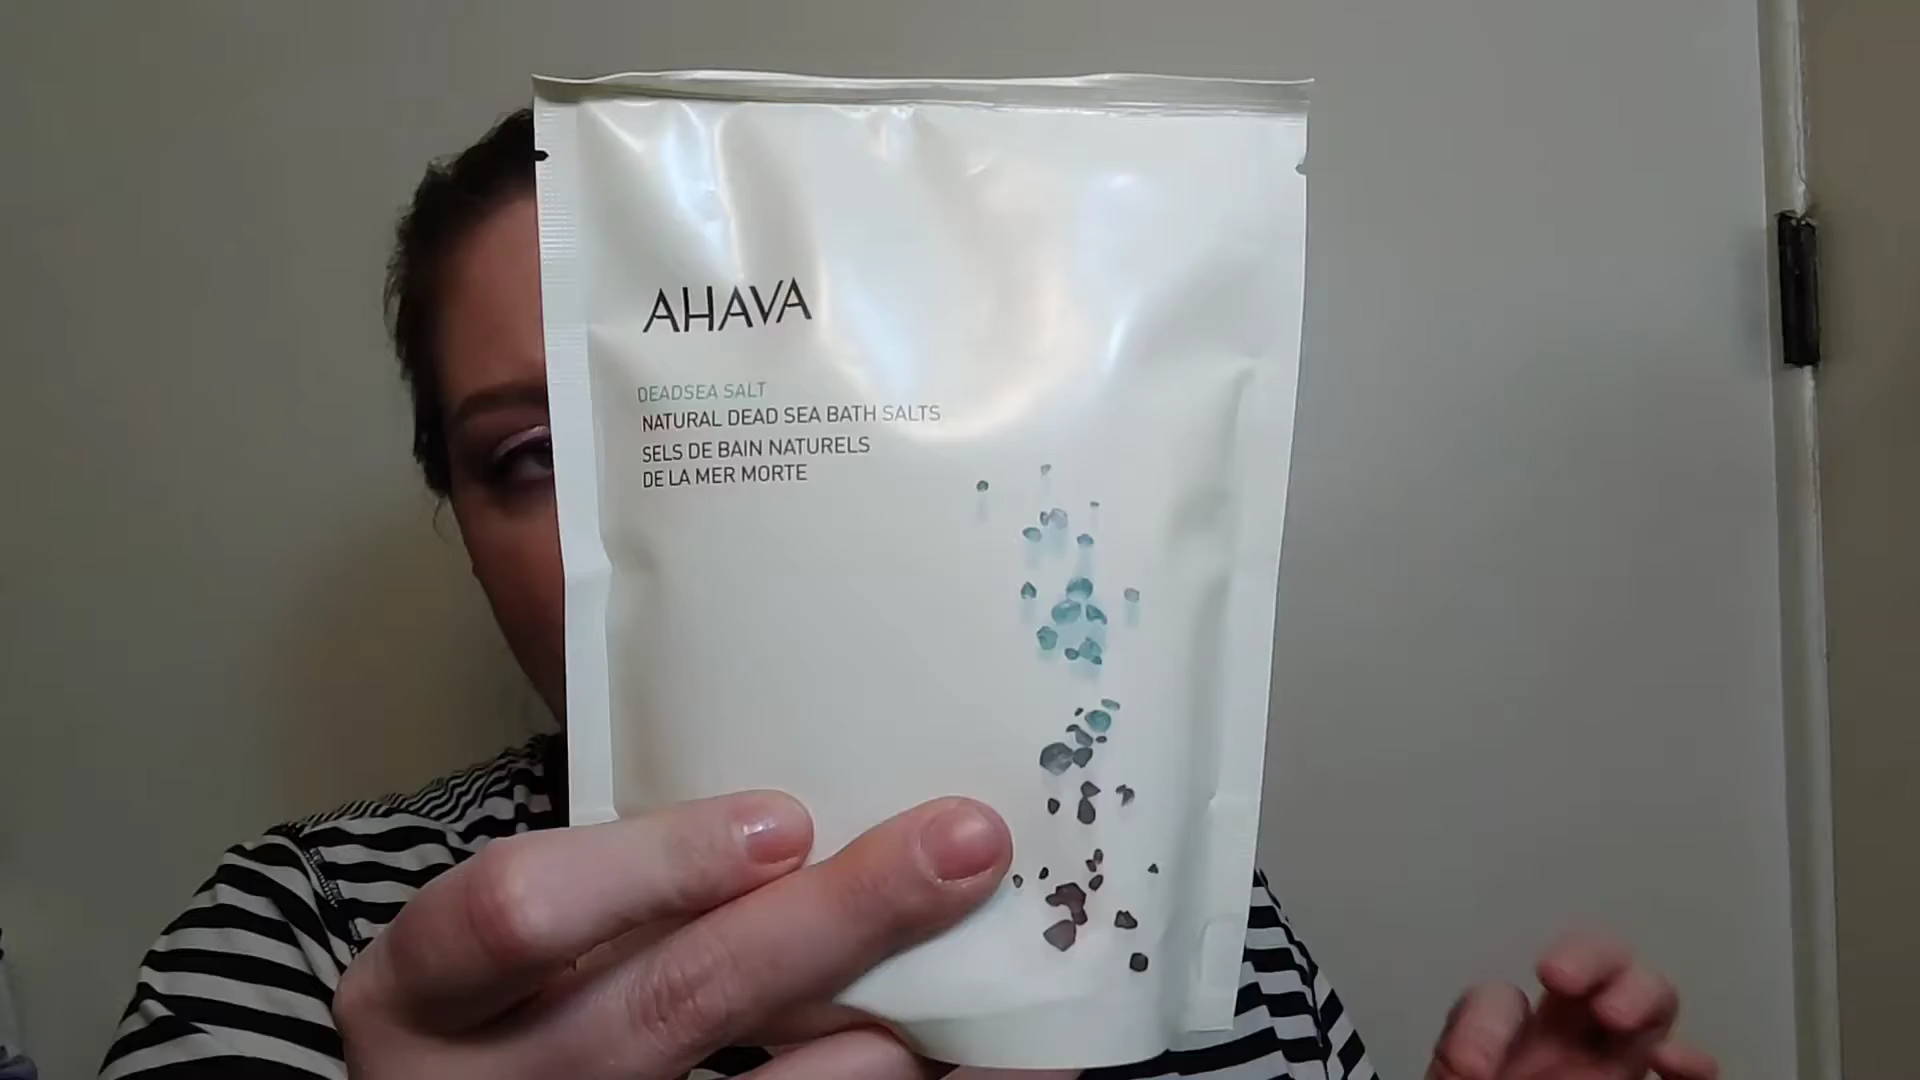 AHAVA
DEADSEA SALT
NATURAL DEAD SEA BATH SALTS
SELS DE BAIN NATURELS
DE LA MER MORTE